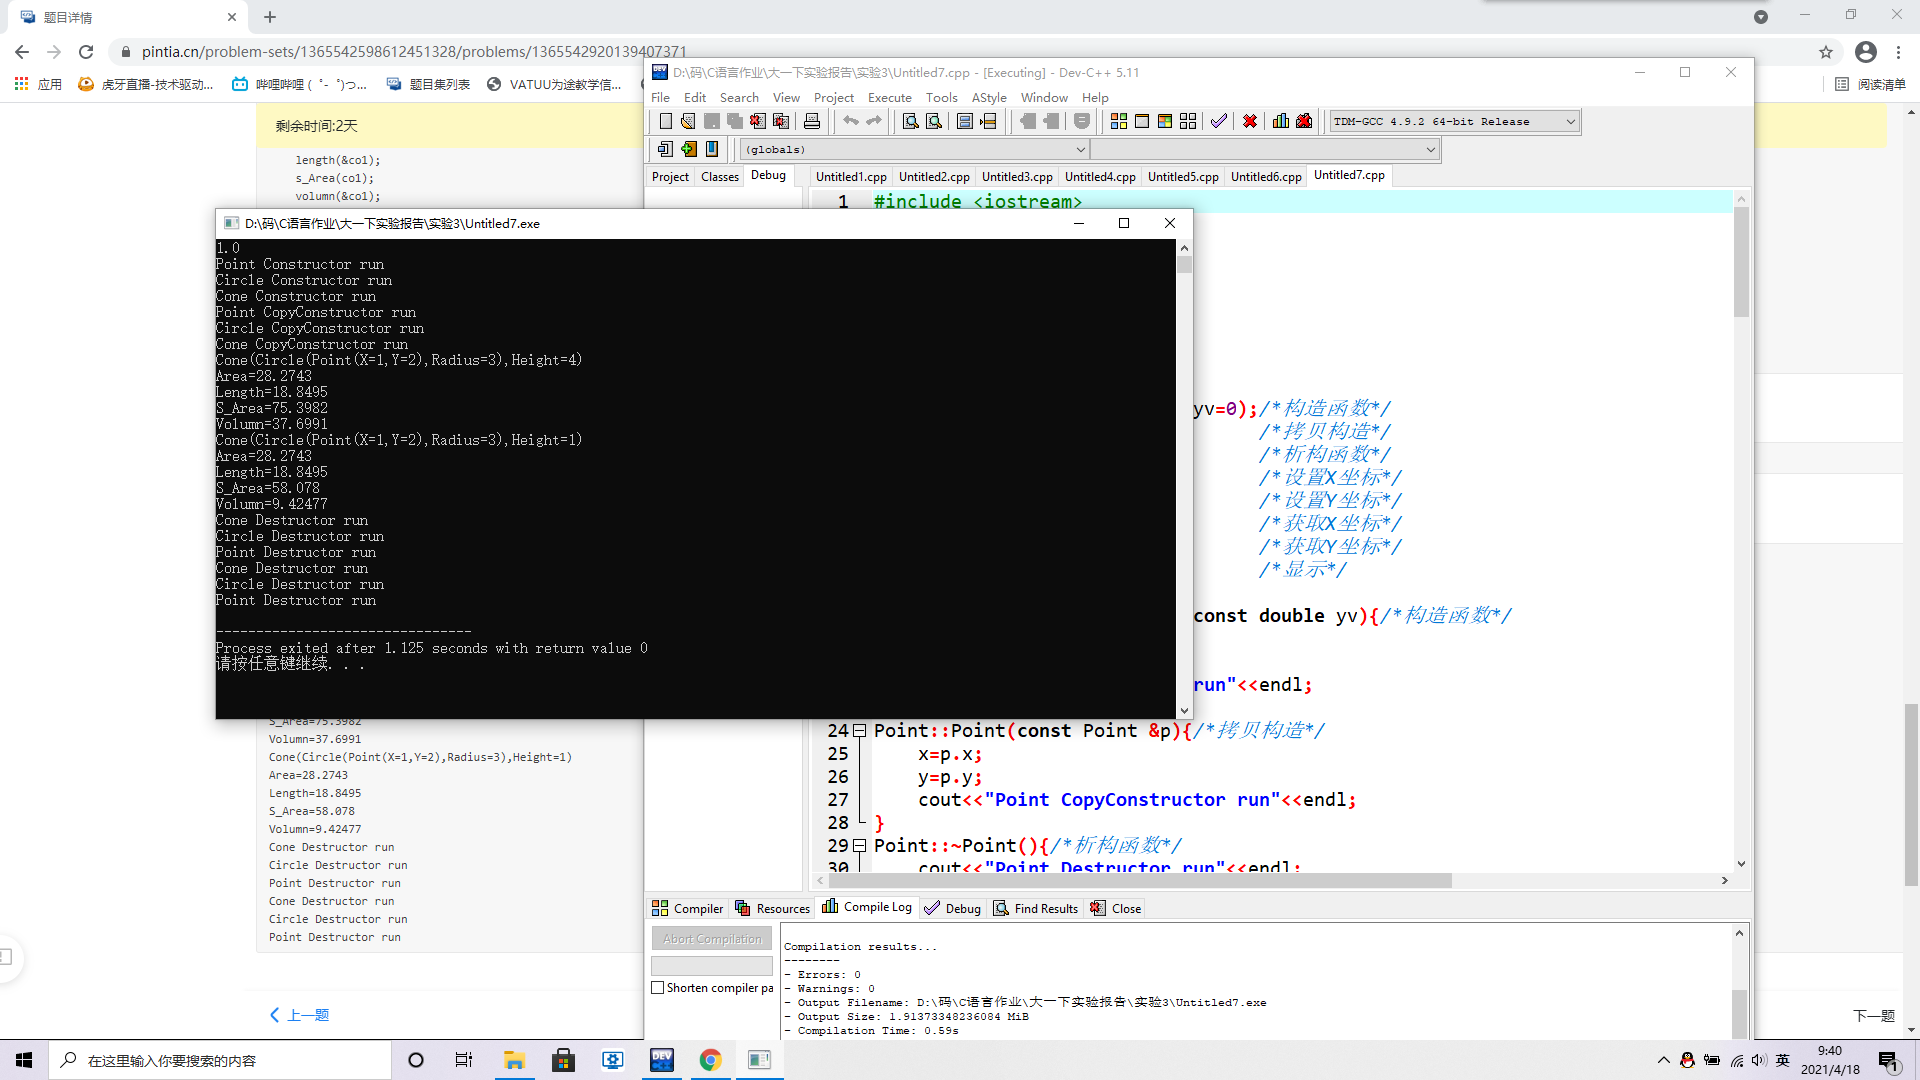 题目详情
pintia.cn/problem-sets/1365542598612451328/problems/1365542920139407371
应用
虎牙直播-技术驱动...
哔哩哔哩 ( ゜- ゜)つ...
题目集列表
VATUU为途教学信...
阅读清单
剩余时间:2天
length(&co1);
s_Area(co1);
volumn(&co1);
D:\码\C语言作业\大一下实验报告\实验3\Untitled7.cpp - [Executing] - Dev-C++ 5.11
File Edit Search View Project Execute Tools AStyle Window Help
TDM-GCC 4.9.2 64-bit Release
(globals)
Project Classes Debug
Untitled1.cpp Untitled2.cpp Untitled3.cpp Untitled4.cpp Untitled5.cpp Untitled6.cpp Untitled7.cpp
1 #include <iostream>
D:\码\C语言作业\大一下实验报告\实验3\Untitled7.exe
1.0
Point Constructor run
Circle Constructor run
Cone Constructor run
Point CopyConstructor run
Circle CopyConstructor run
Cone CopyConstructor run
Cone(Circle(Point(X=1,Y=2),Radius=3),Height=4)
Area=28.2743
Length=18.8495
S_Area=75.3982
Volumn=37.6991
Cone(Circle(Point(X=1,Y=2),Radius=3),Height=1)
Area=28.2743
Length=18.8495
S_Area=58.078
Volumn=9.42477
Cone Destructor run
Circle Destructor run
Point Destructor run
Cone Destructor run
Circle Destructor run
Point Destructor run
--------------------------------
Process exited after 1.125 seconds with return value 0
请按任意键继续. . .
yv=0);/*构造函数*/
/*拷贝构造*/
/*析构函数*/
/*设置X坐标*/
/*设置Y坐标*/
/*获取X坐标*/
/*获取Y坐标*/
/*显示*/
const double yv){/*构造函数*/
run"<<endl;
24 Point::Point(const Point &p){/*拷贝构造*/
25 x=p.x;
26 y=p.y;
27 cout<<"Point CopyConstructor run"<<endl;
28 }
29 Point::~Point(){/*析构函数*/
30 cout<<"Point Destructor run"<<endl;
S_Area=75.3982
Volumn=37.6991
Cone(Circle(Point(X=1,Y=2),Radius=3),Height=1)
Area=28.2743
Length=18.8495
S_Area=58.078
Volumn=9.42477
Cone Destructor run
Circle Destructor run
Point Destructor run
Cone Destructor run
Circle Destructor run
Point Destructor run
上一题
下一题
Compiler Resources Compile Log Debug Find Results Close
Abort Compilation
Shorten compiler pa
Compilation results...
--------
- Errors: 0
- Warnings: 0
- Output Filename: D:\码\C语言作业\大一下实验报告\实验3\Untitled7.exe
- Output Size: 1.91373348236084 MiB
- Compilation Time: 0.59s
在这里输入你要搜索的内容
英
9:40
2021/4/18
1